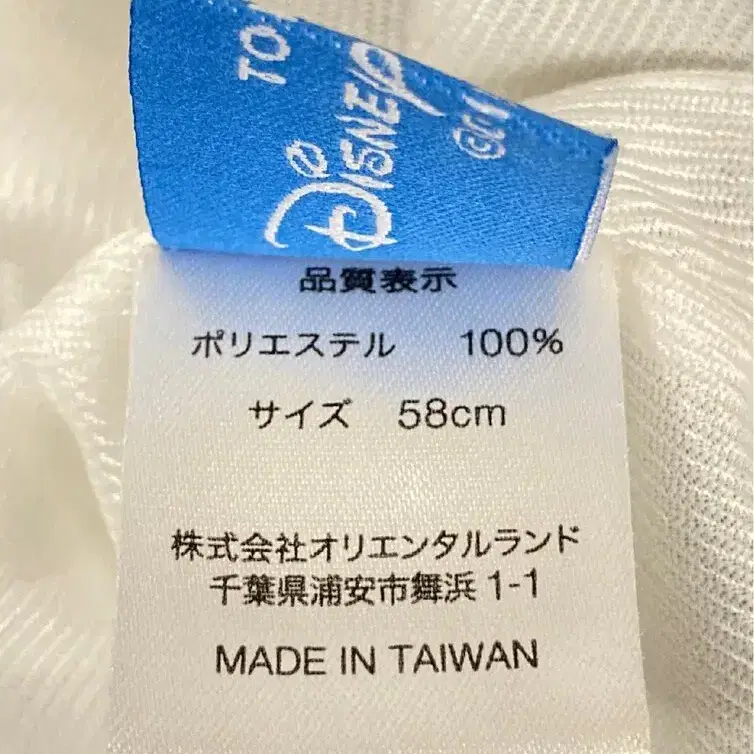 DISNEY
品質表示
ポリエステル 100%
サイズ 58cm
株式会社オリエンタルランド
千葉県浦安市舞浜 1-1
MADE IN TAIWAN